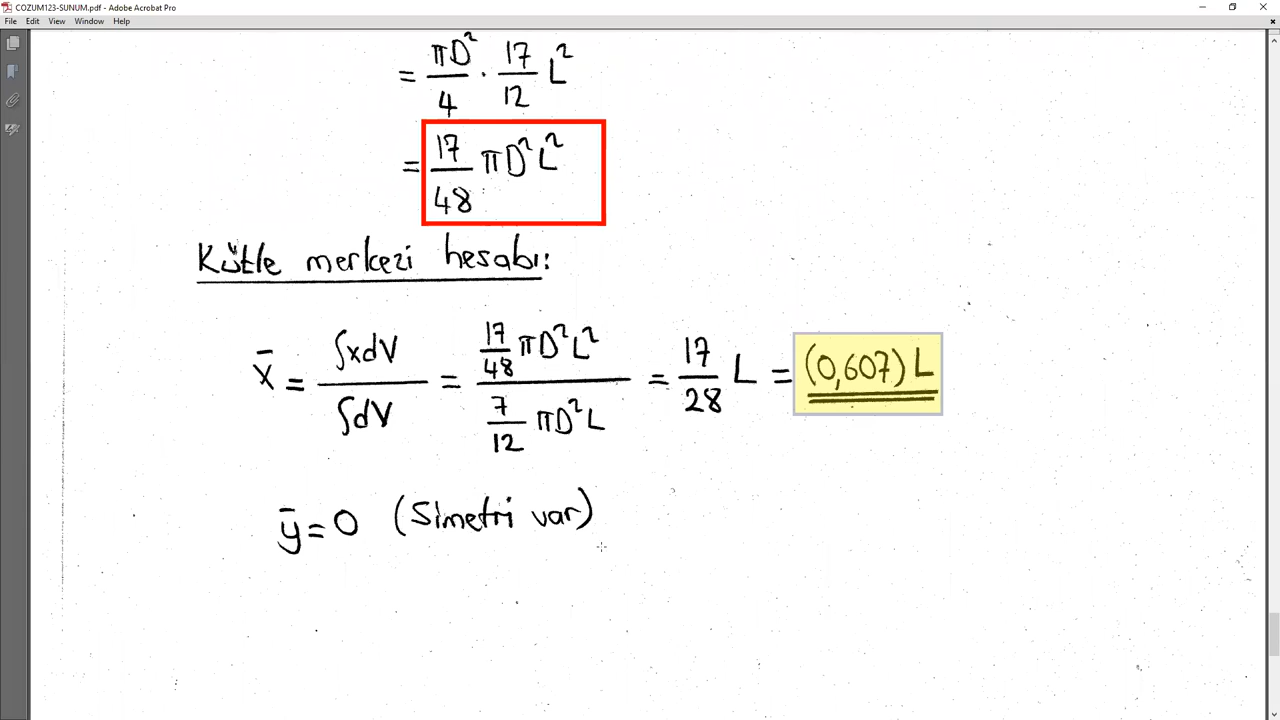 COZUM123-SUNUM.pdf - Adobe Acrobat Pro
File Edit View Window Help
= πD²/4 · 17/12 L²
= 17/48 πD²L²
Kütle merkezi hesabı:
x̄ = ∫xdV / ∫dV = 17/48 πD²L² / 7/12 πD²L = 17/28 L = (0,607) L
ȳ = 0 (Simetri var)